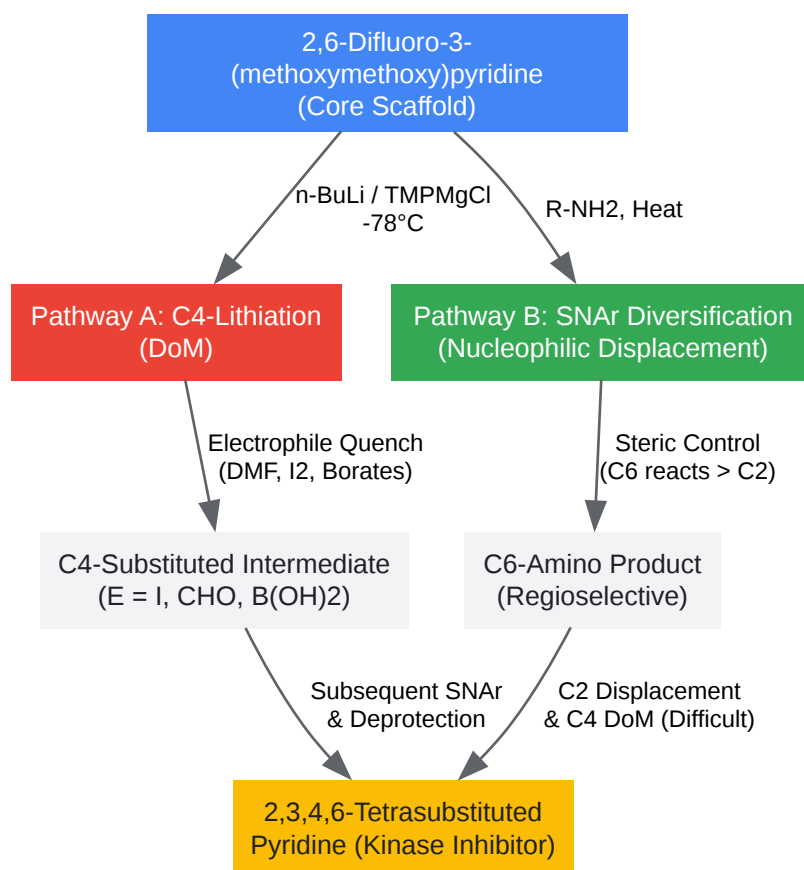 2,6-Difluoro-3-
(methoxymethoxy)pyridine
(Core Scaffold)
n-BuLi / TMPMgCl
-78°C
R-NH2, Heat
Pathway A: C4-Lithiation
(DoM)
Pathway B: SNAr Diversification
(Nucleophilic Displacement)
Electrophile Quench
(DMF, I2, Borates)
Steric Control
(C6 reacts > C2)
C4-Substituted Intermediate
(E = I, CHO, B(OH)2)
C6-Amino Product
(Regioselective)
Subsequent SNAr
& Deprotection
C2 Displacement
& C4 DoM (Difficult)
2,3,4,6-Tetrasubstituted
Pyridine (Kinase Inhibitor)